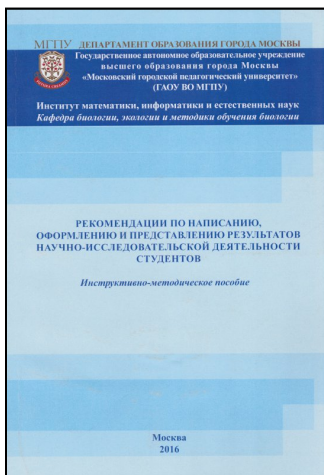 МГПУ ДЕПАРТАМЕНТ ОБРАЗОВАНИЯ ГОРОДА МОСКВЫ
Государственное автономное образовательное учреждение
высшего образования города Москвы
«Московский городской педагогический университет»
(ГАОУ ВО МГПУ)
Институт математики, информатики и естественных наук
Кафедра биологии, экологии и методики обучения биологии
РЕКОМЕНДАЦИИ ПО НАПИСАНИЮ,
ОФОРМЛЕНИЮ И ПРЕДСТАВЛЕНИЮ РЕЗУЛЬТАТОВ
НАУЧНО-ИССЛЕДОВАТЕЛЬСКОЙ ДЕЯТЕЛЬНОСТИ
СТУДЕНТОВ
Инструктивно-методическое пособие
Москва
2016